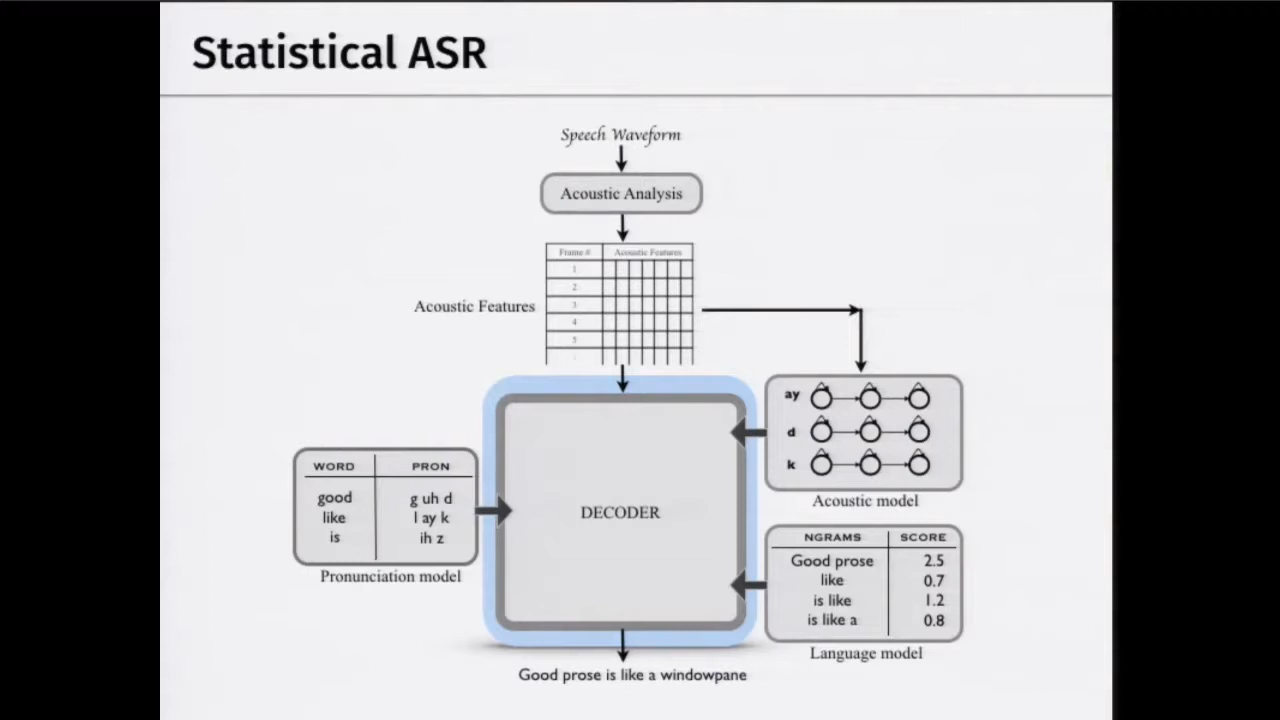 Statistical ASR
Speech Waveform
Acoustic Analysis
Frame # Acoustic Features
1
2
3
4
5
Acoustic Features
ay
d
k
Acoustic model
WORD PRON
good g uh d
like l ay k
is ih z
Pronunciation model
DECODER
NGRAMS SCORE
Good prose 2.5
like 0.7
is like 1.2
is like a 0.8
Language model
Good prose is like a windowpane